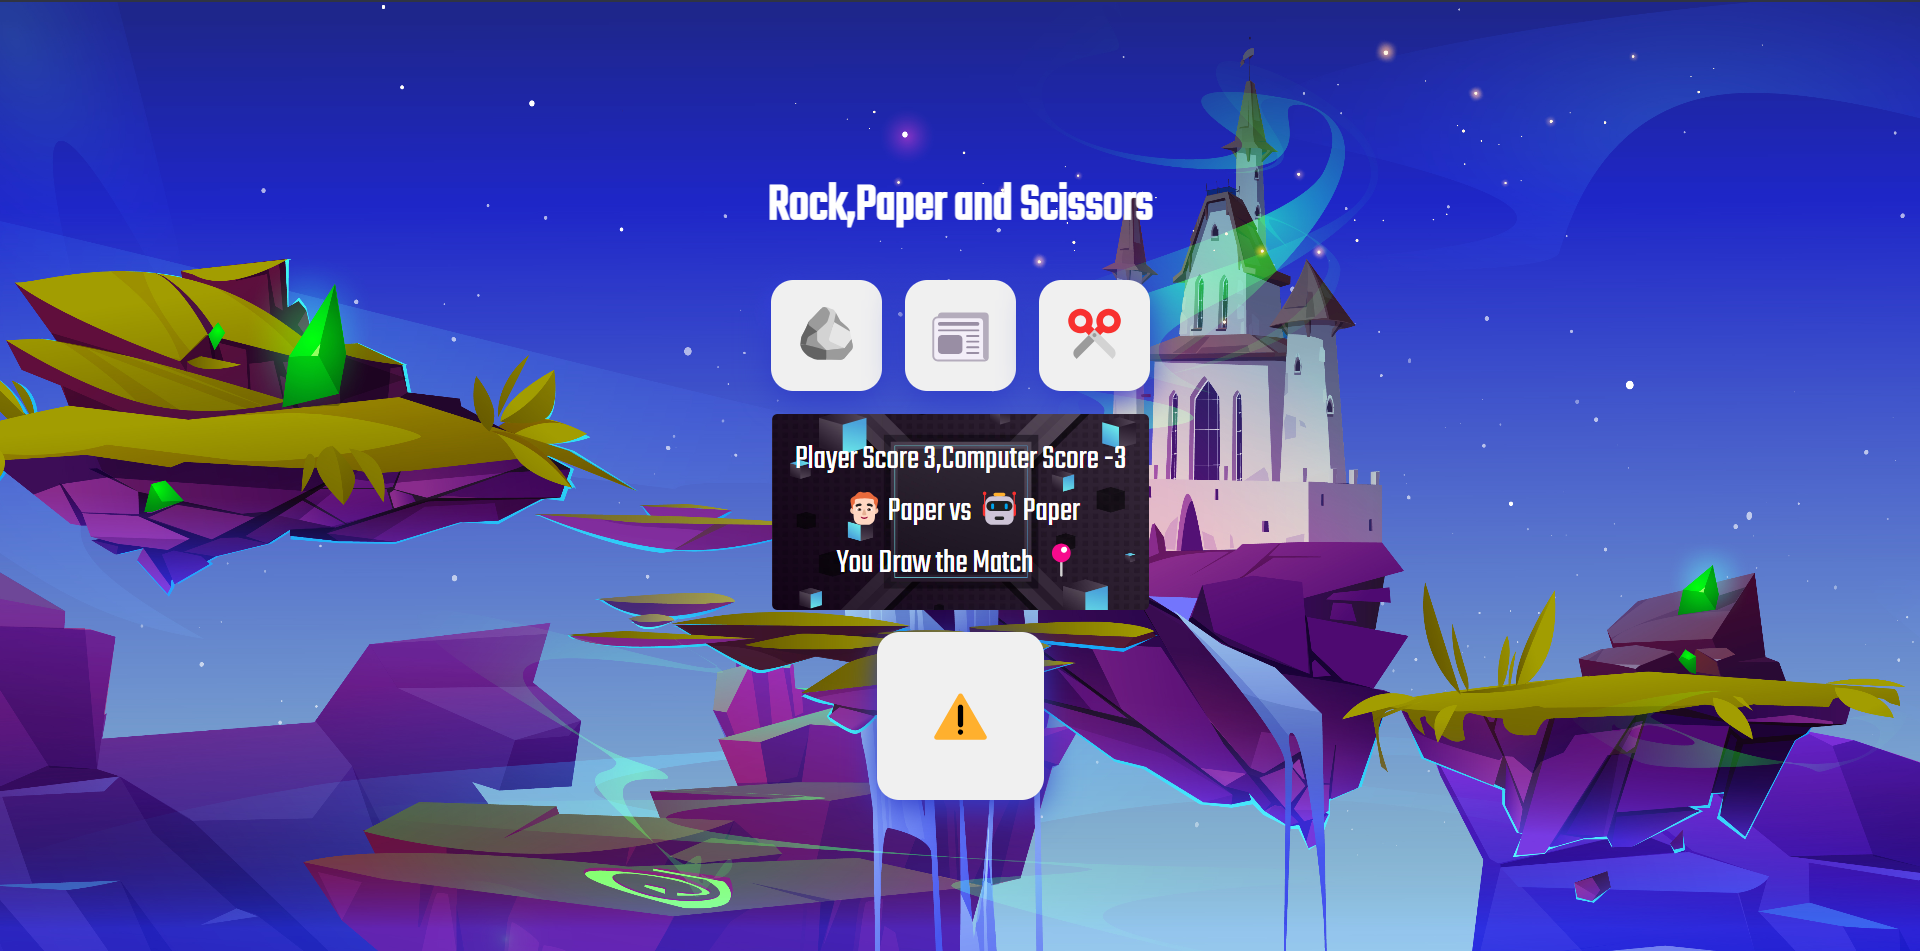 Rock,Paper and Scissors
Player Score 3,Computer Score -3
Paper vs Paper
You Draw the Match